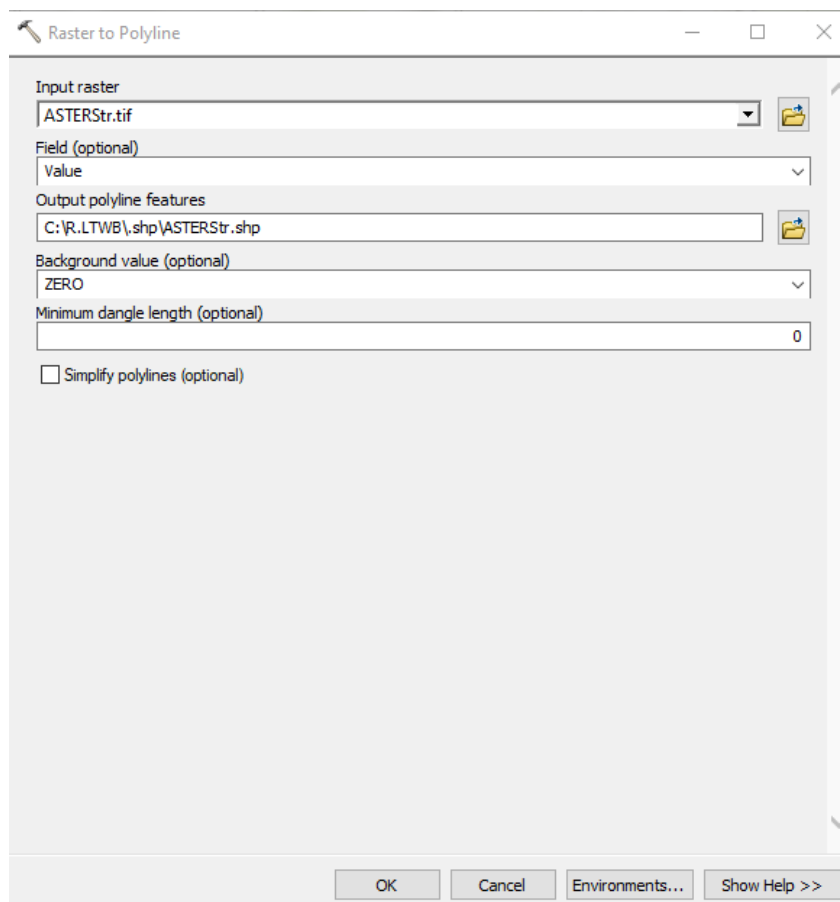 Raster to Polyline
Input raster
ASTERStr.tif
Field (optional)
Value
Output polyline features
C:\R.LTWB\.shp\ASTERStr.shp
Background value (optional)
ZERO
Minimum dangle length (optional)
0
Simplify polylines (optional)
OK Cancel Environments... Show Help >>